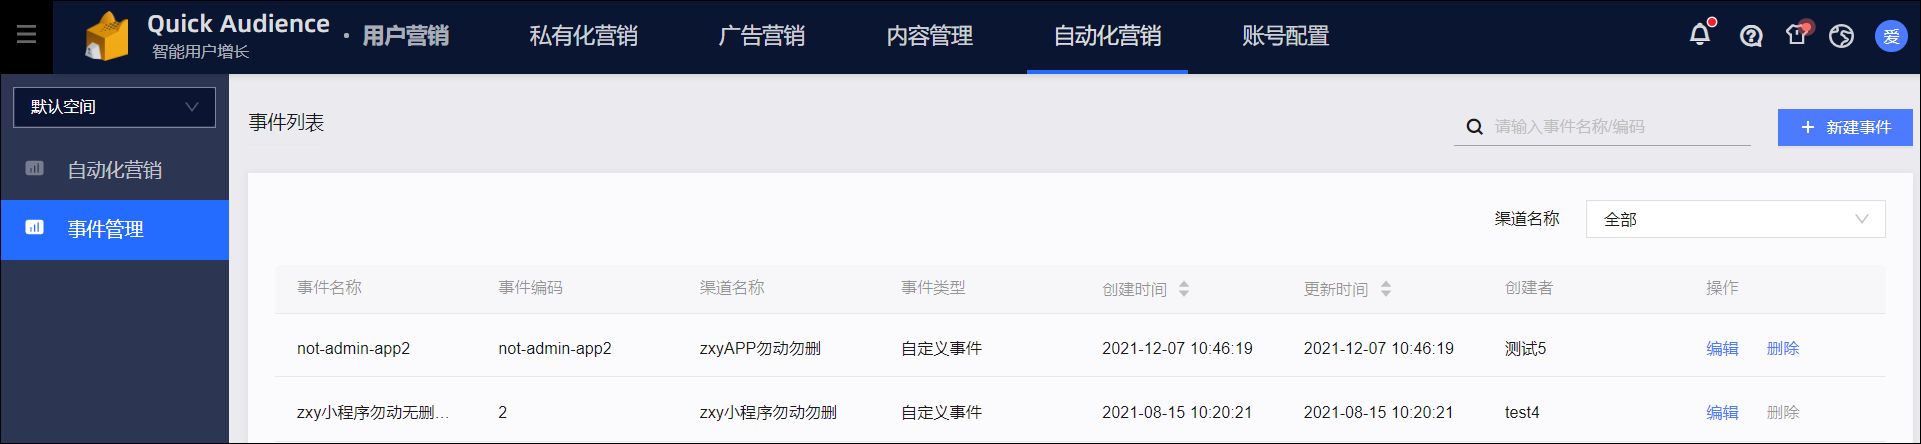 Quick Audience
智能用户增长
· 用户营销
私有化营销
广告营销
内容管理
自动化营销
账号配置
爱
默认空间
自动化营销
事件管理
事件列表
请输入事件名称/编码
+ 新建事件
渠道名称
全部
事件名称 事件编码 渠道名称 事件类型 创建时间 更新时间 创建者 操作
not-admin-app2 not-admin-app2 zxyAPP勿动勿删 自定义事件 2021-12-07 10:46:19 2021-12-07 10:46:19 测试5 编辑 删除
zxy小程序勿动无删... 2 zxy小程序勿动勿删 自定义事件 2021-08-15 10:20:21 2021-08-15 10:20:21 test4 编辑 删除